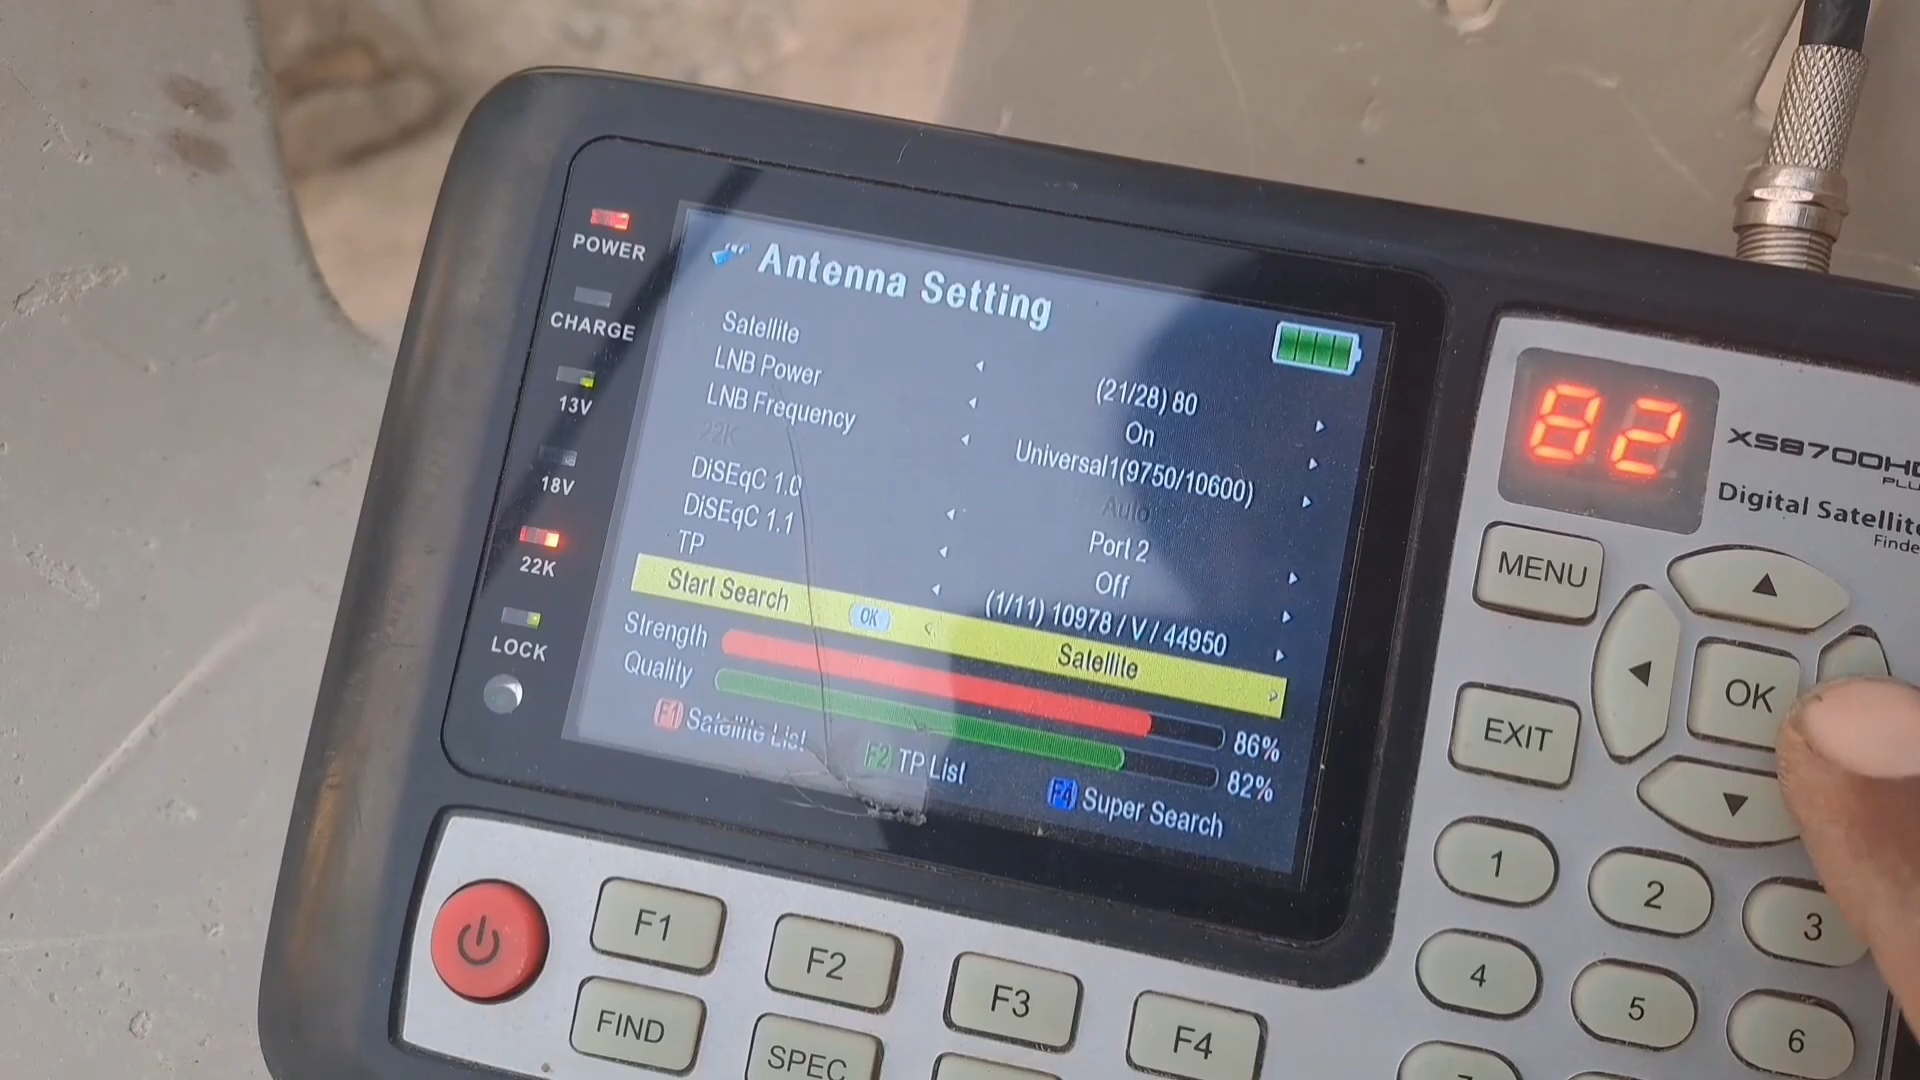 POWER
CHARGE
13V
18V
22K
LOCK
Antenna Setting
Satellite
(21/28) 80
LNB Power
On
LNB Frequency
Universal1(9750/10600)
22K
Auto
DiSEqC 1.0
Port 2
DiSEqC 1.1
Off
TP
(1/11) 10978 / V / 44950
Start Search OK Satellite
Strength 86%
Quality 82%
F1 Satellite List
F2 TP List
F4 Super Search
82
XS8700HD
PLU
Digital Satellite
Finde
MENU
OK
EXIT
1
2
3
4
5
6
F1
F2
F3
F4
FIND
SPEC